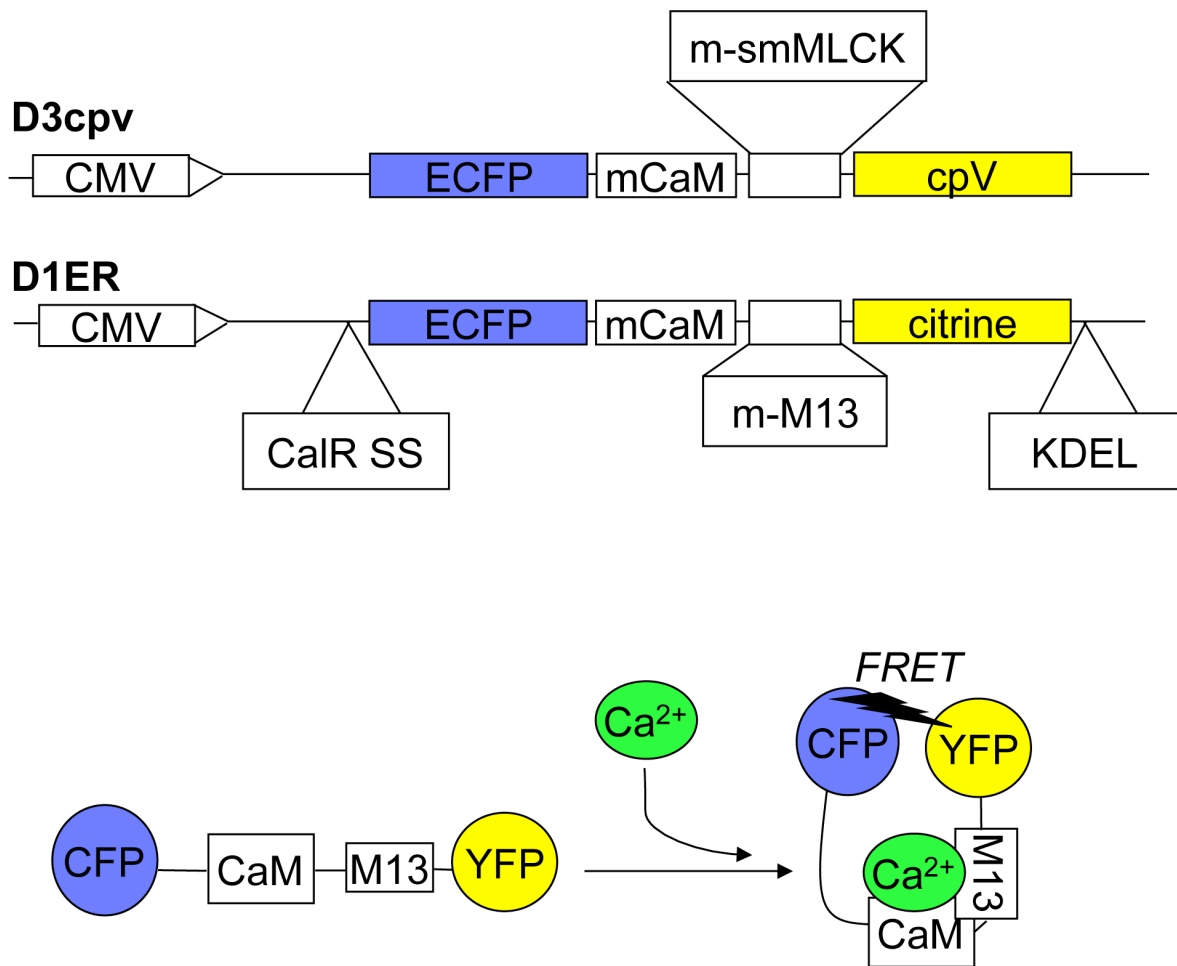 m-smMLCK
D3cpv
CMV
ECFP
mCaM
cpV
D1ER
CMV
ECFP
mCaM
citrine
CalR SS
m-M13
KDEL
FRET
Ca²⁺
CFP
YFP
CFP
CaM
M13
YFP
Ca²⁺
M13
CaM